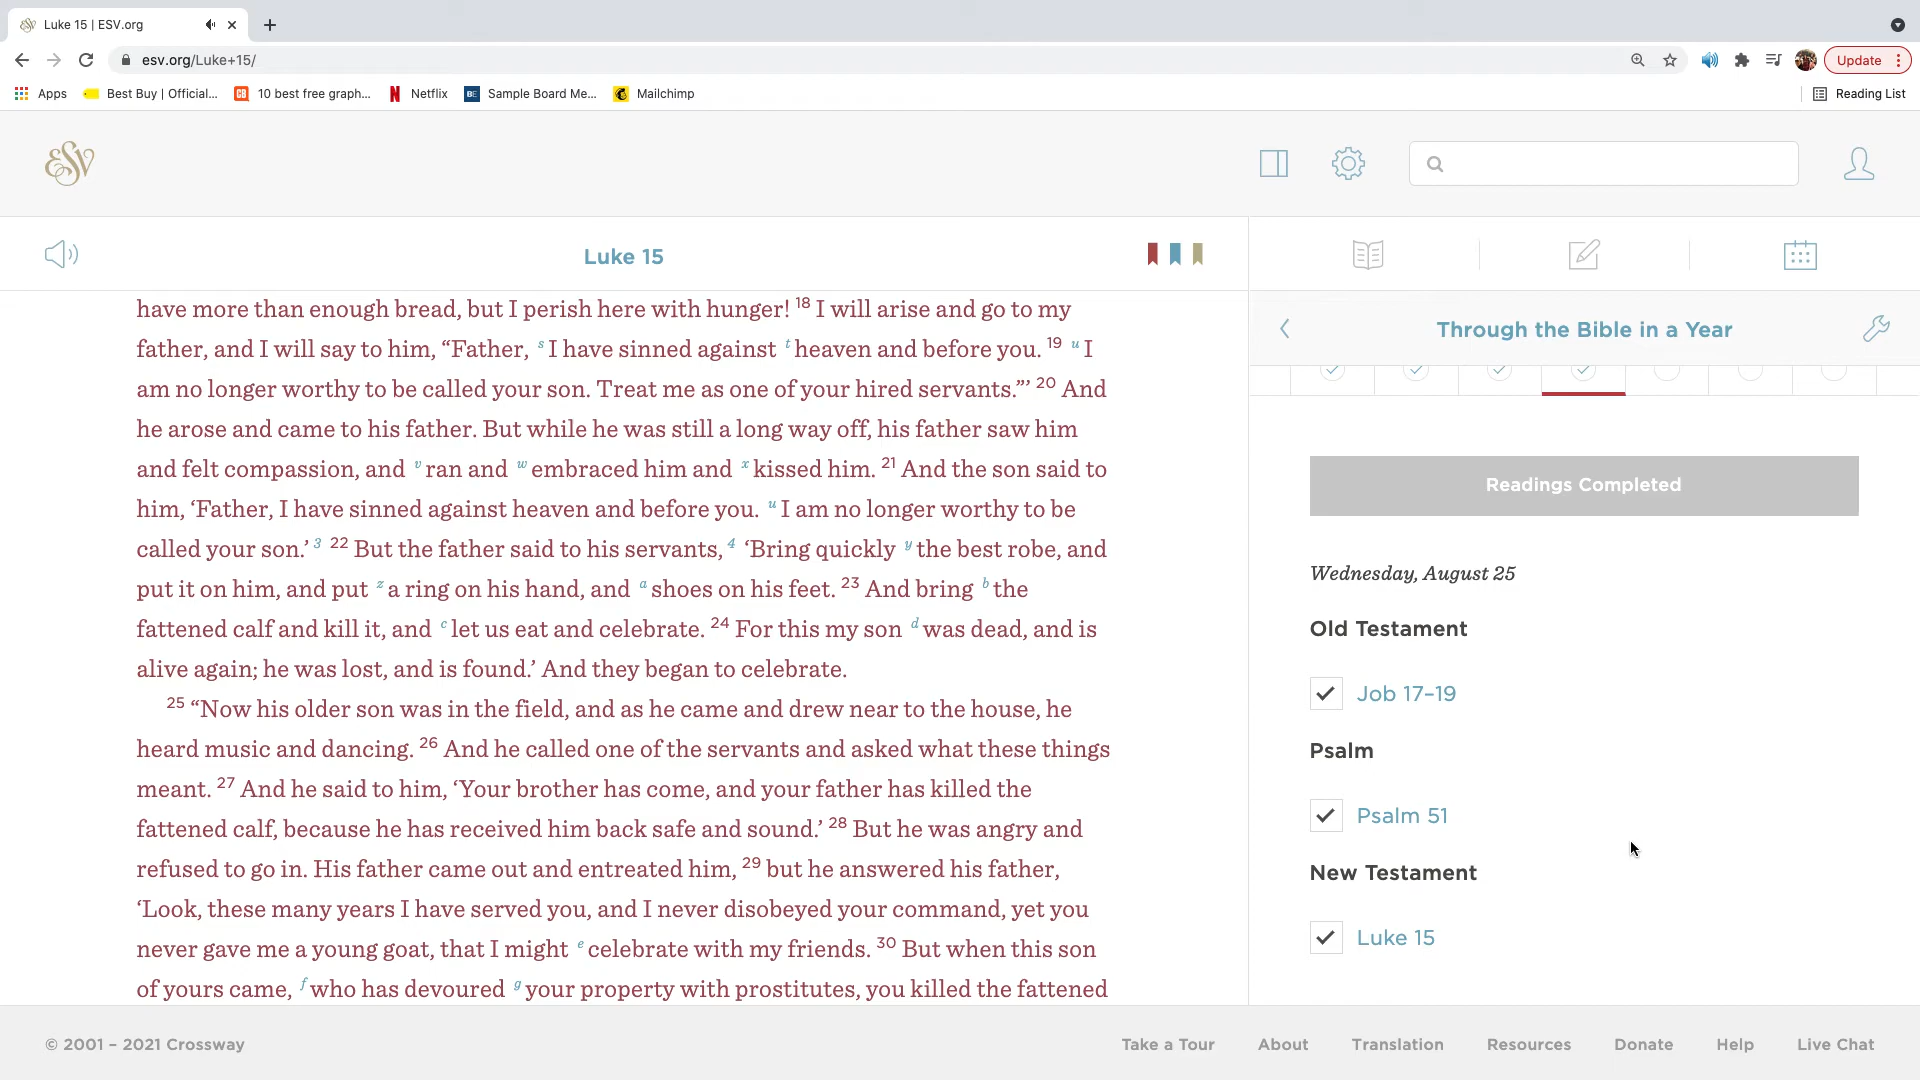 Luke 15 | ESV.org
esv.org/Luke+15/
Update
Apps
Best Buy | Official...
10 best free graph...
Netflix
Sample Board Me...
Mailchimp
Reading List
ESV
Luke 15
have more than enough bread, but I perish here with hunger! 18 I will arise and go to my
father, and I will say to him, “Father, s I have sinned against t heaven and before you. 19 u I
am no longer worthy to be called your son. Treat me as one of your hired servants.”’ 20 And
he arose and came to his father. But while he was still a long way off, his father saw him
and felt compassion, and v ran and w embraced him and x kissed him. 21 And the son said to
him, ‘Father, I have sinned against heaven and before you. u I am no longer worthy to be
called your son.’ 3 22 But the father said to his servants, 4 ‘Bring quickly y the best robe, and
put it on him, and put z a ring on his hand, and a shoes on his feet. 23 And bring b the
fattened calf and kill it, and c let us eat and celebrate. 24 For this my son d was dead, and is
alive again; he was lost, and is found.’ And they began to celebrate.
25 “Now his older son was in the field, and as he came and drew near to the house, he
heard music and dancing. 26 And he called one of the servants and asked what these things
meant. 27 And he said to him, ‘Your brother has come, and your father has killed the
fattened calf, because he has received him back safe and sound.’ 28 But he was angry and
refused to go in. His father came out and entreated him, 29 but he answered his father,
‘Look, these many years I have served you, and I never disobeyed your command, yet you
never gave me a young goat, that I might e celebrate with my friends. 30 But when this son
of yours came, f who has devoured g your property with prostitutes, you killed the fattened
Through the Bible in a Year
Readings Completed
Wednesday, August 25
Old Testament
Job 17–19
Psalm
Psalm 51
New Testament
Luke 15
© 2001 – 2021 Crossway
Take a Tour
About
Translation
Resources
Donate
Help
Live Chat